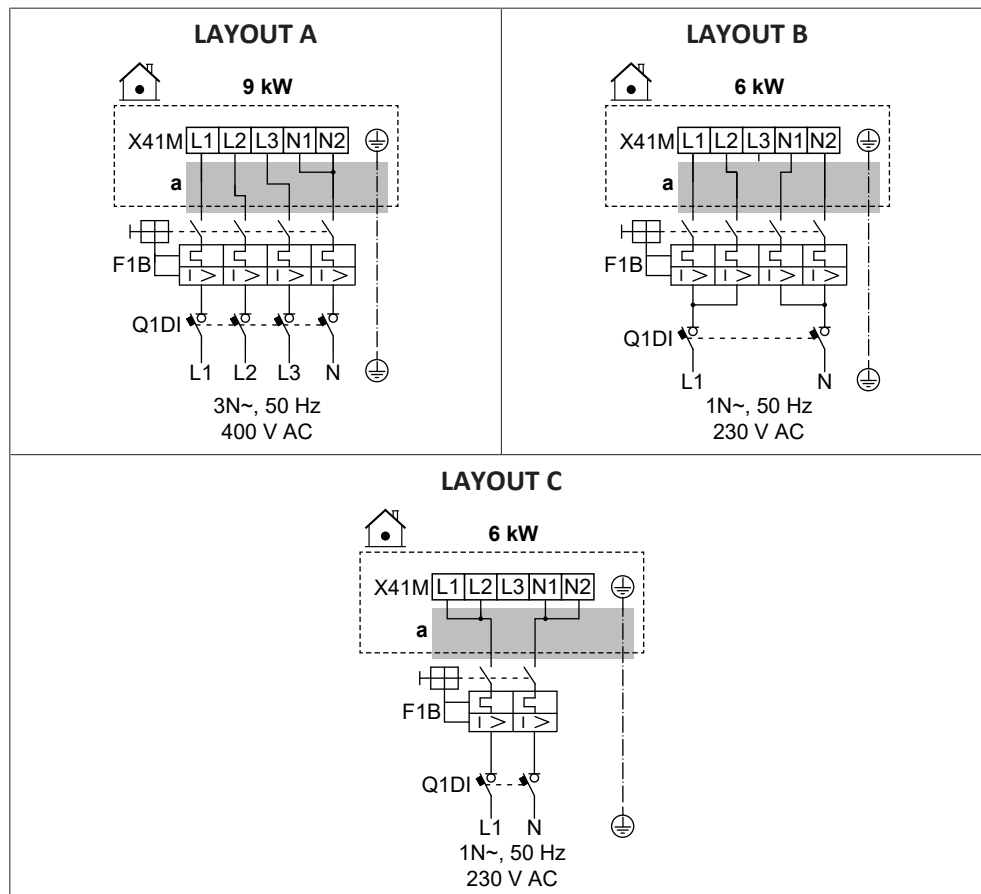 LAYOUT A
9 kW
X41M L1 L2 L3 N1 N2
a
F1B
I > I > I > I >
Q1DI
L1 L2 L3 N
3N~, 50 Hz
400 V AC
LAYOUT B
6 kW
X41M L1 L2 L3 N1 N2
a
F1B
I > I > I > I >
Q1DI
L1 N
1N~, 50 Hz
230 V AC
LAYOUT C
6 kW
X41M L1 L2 L3 N1 N2
a
F1B
I > I >
Q1DI
L1 N
1N~, 50 Hz
230 V AC